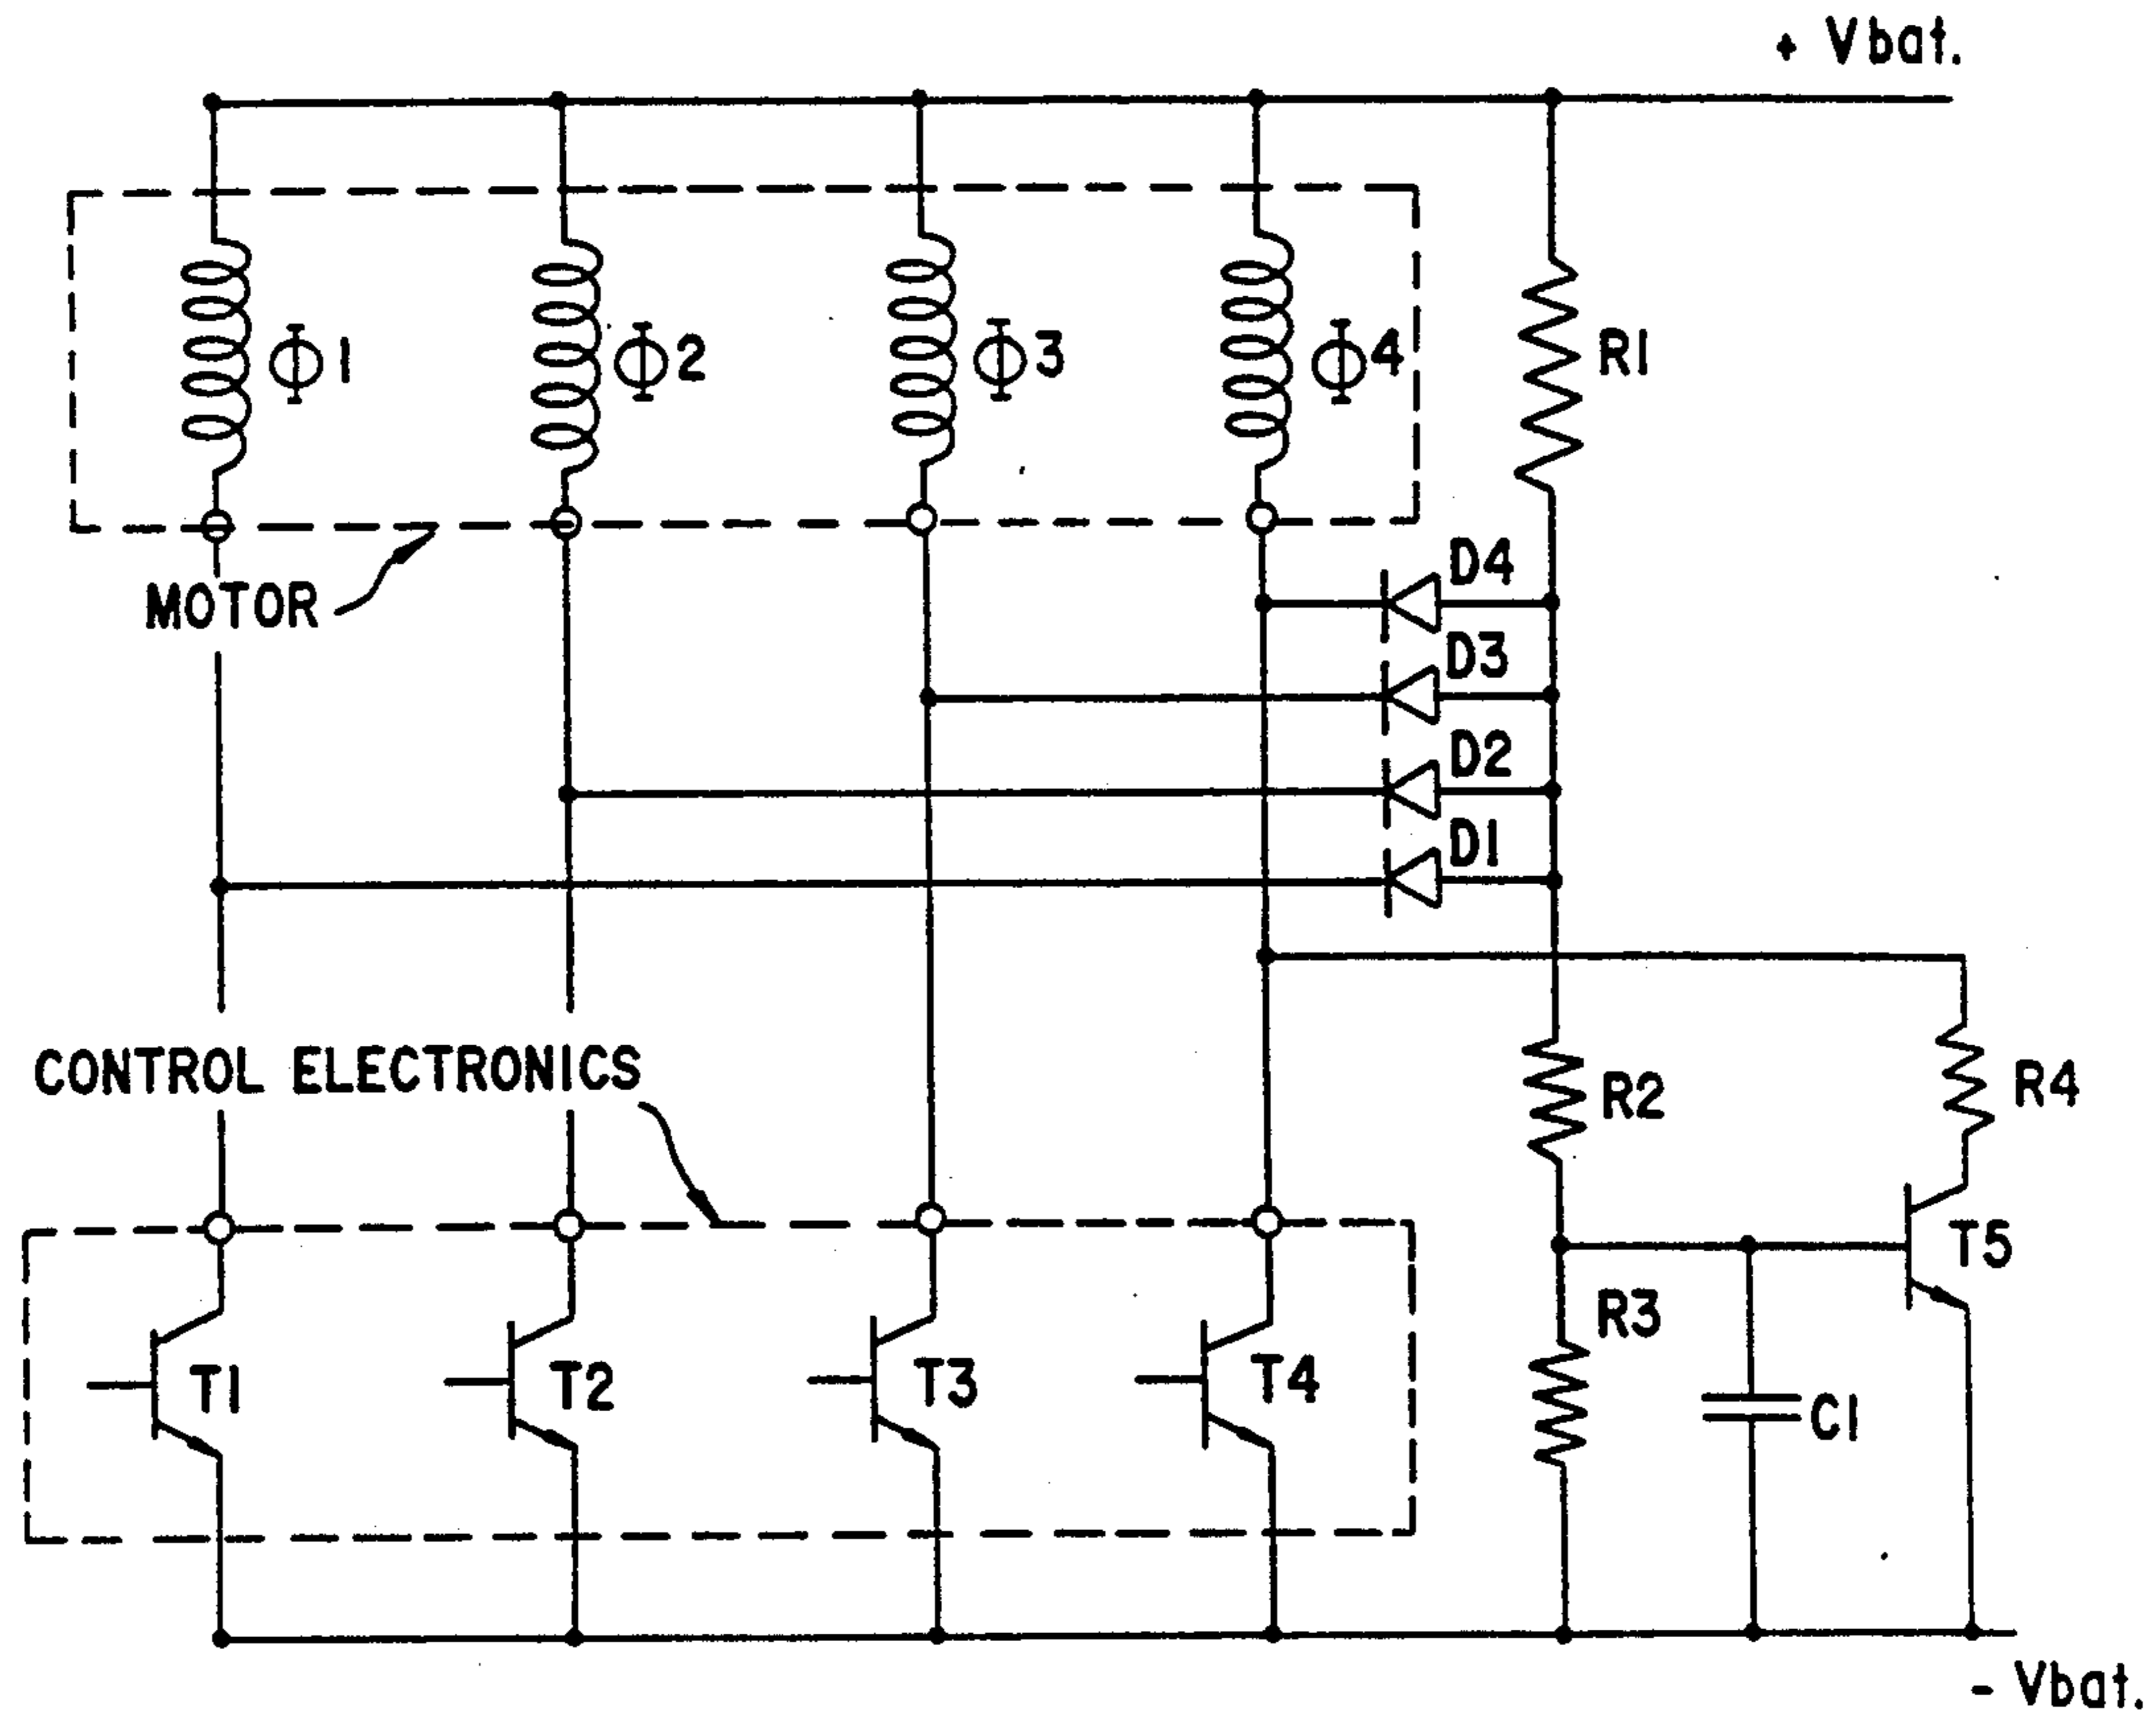 + Vbat.
Φ1
Φ2
Φ3
Φ4
R1
D4
MOTOR
D3
D2
D1
CONTROL ELECTRONICS
R2
R4
T5
R3
T1
T2
T3
T4
C1
- Vbat.